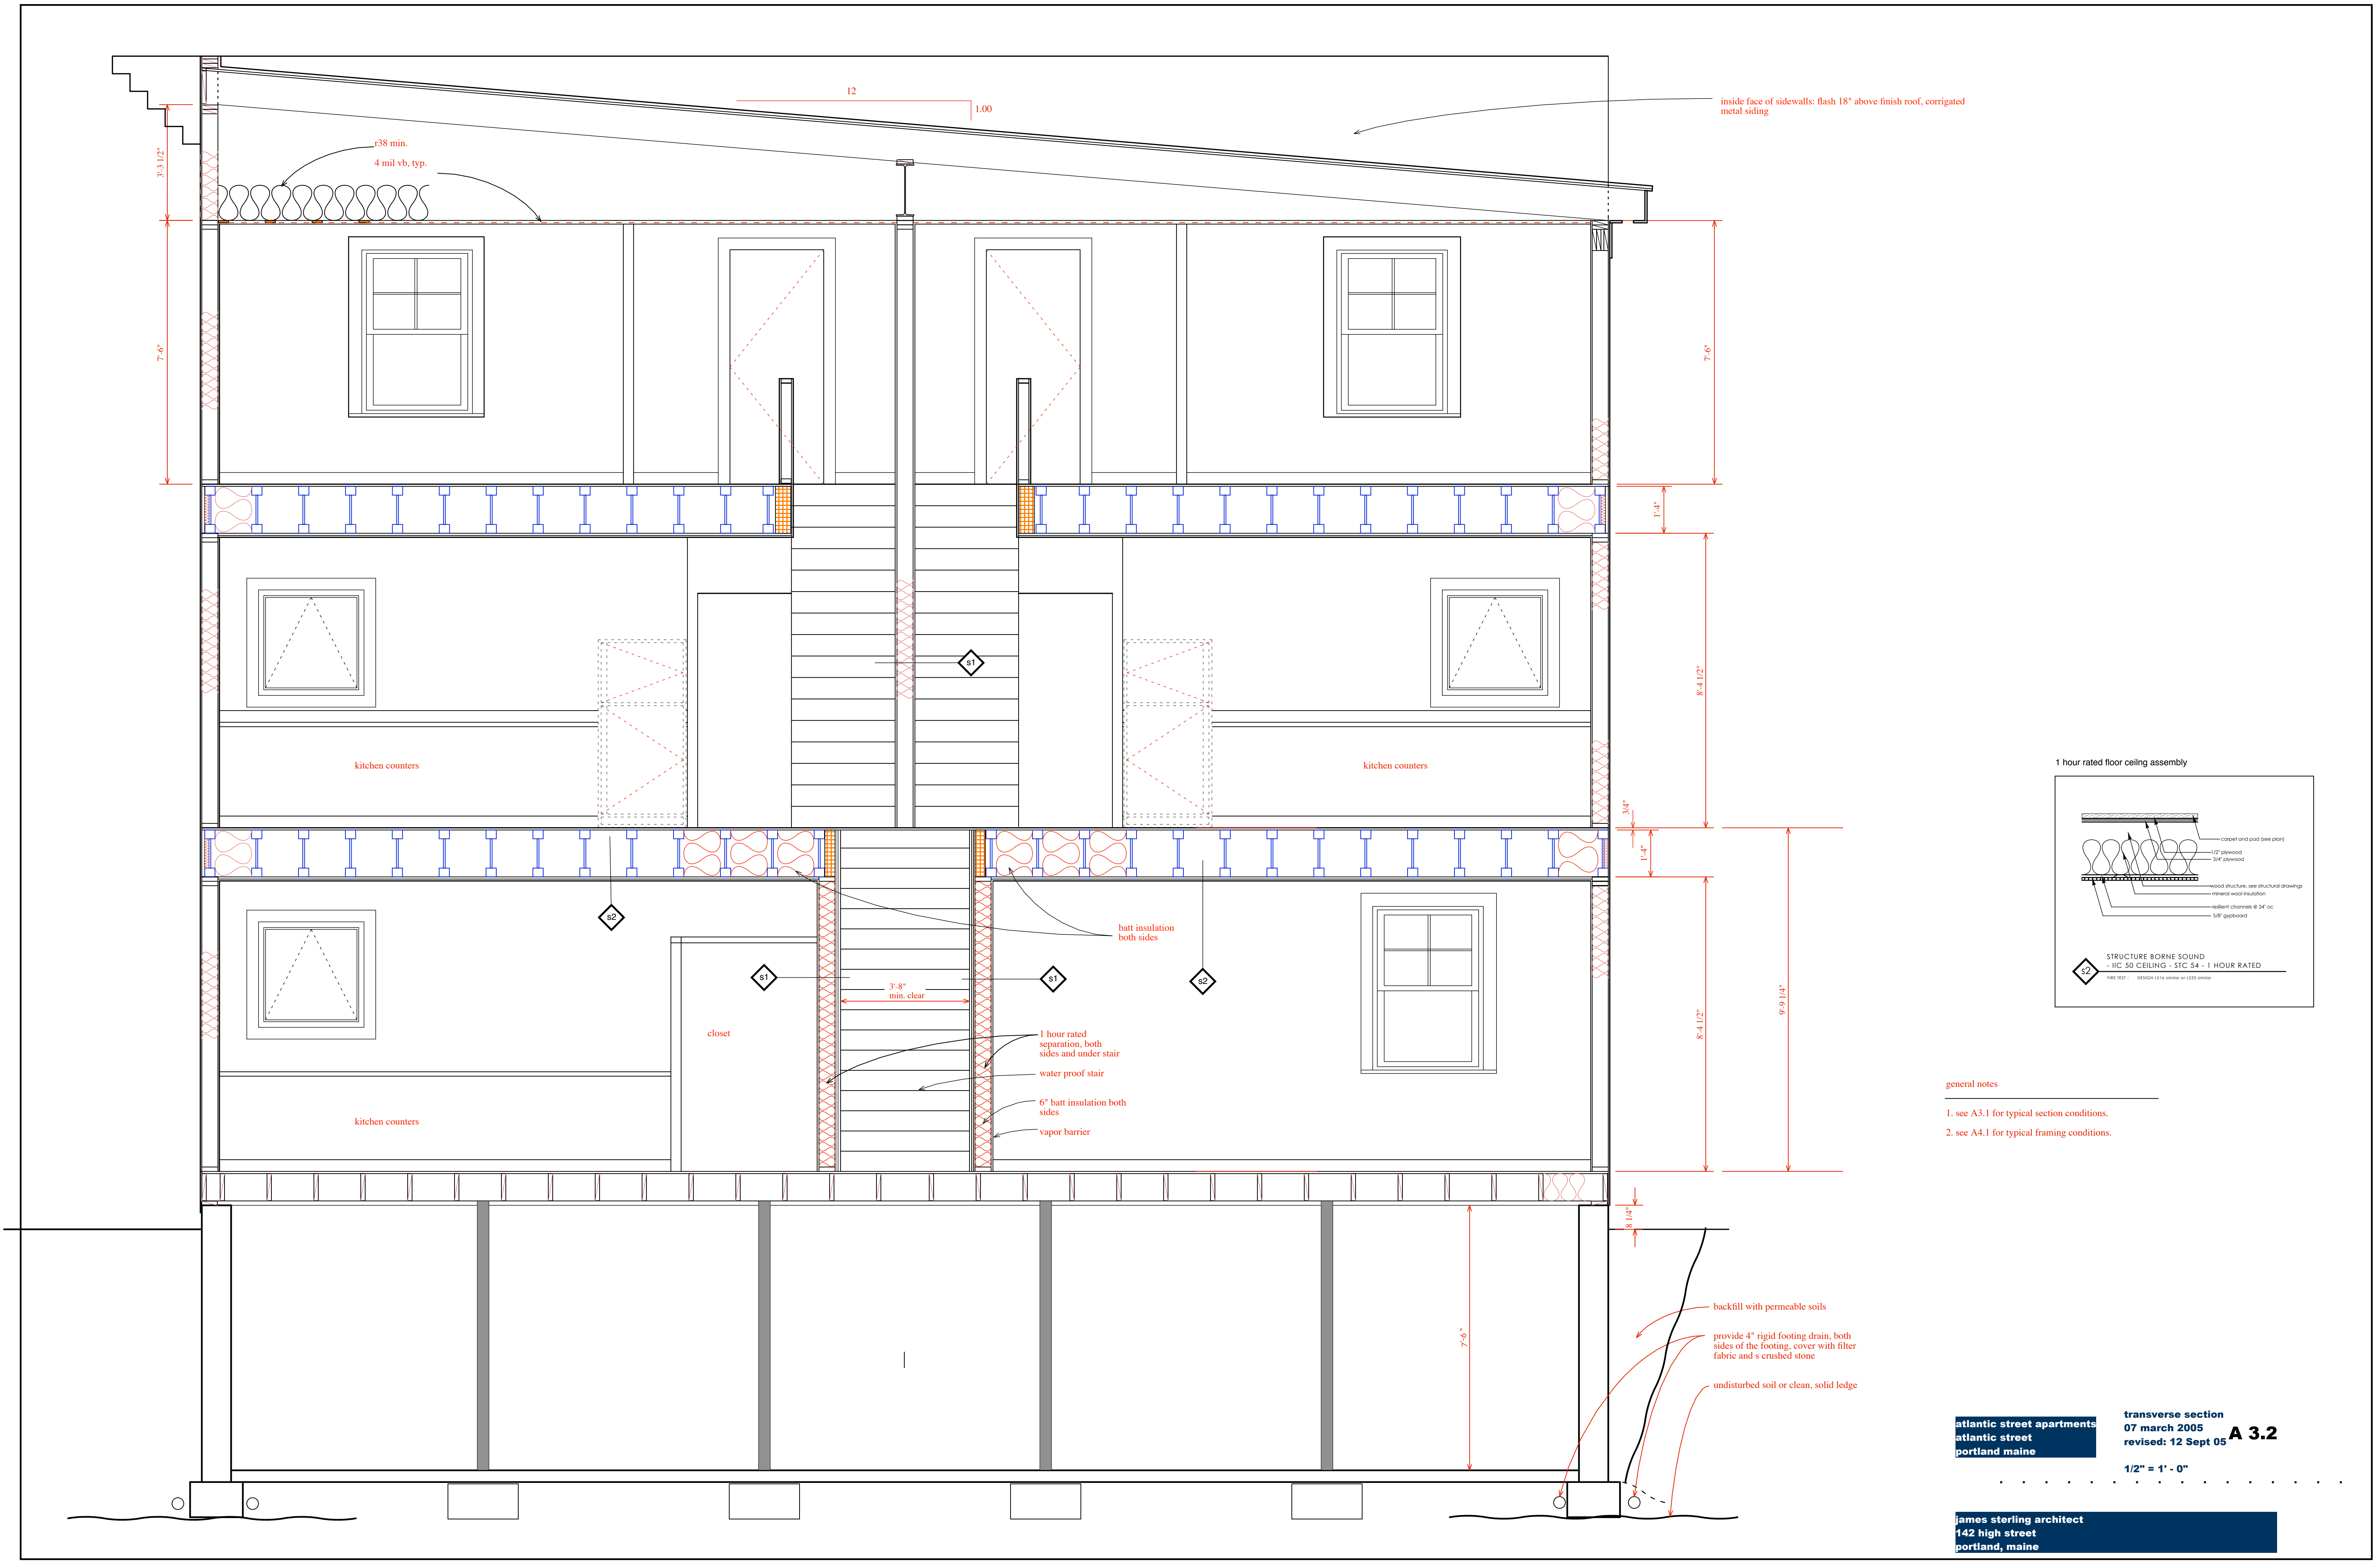 12
1.00
inside face of sidewalls: flash 18" above finish roof, corrigated
metal siding
r38 min.
4 mil vb, typ.
3'-3 1/2"
7'-6"
7'-6"
1'-4"
s1
8'-4 1/2"
kitchen counters
kitchen counters
3/4"
1'-4"
s2
batt insulation
both sides
s1
s1
s2
3'-8"
min. clear
closet
1 hour rated
separation, both
sides and under stair
water proof stair
6" batt insulation both
sides
vapor barrier
kitchen counters
8'-4 1/2"
9'-9 1/4"
8 1/4"
7'-6 "
backfill with permeable soils
provide 4" rigid footing drain, both
sides of the footing, cover with filter
fabric and s crushed stone
undisturbed soil or clean, solid ledge
1 hour rated floor ceilng assembly
carpet and pad (see plan)
1/2" plywood
3/4" plywood
wood structure, see structural drawings
mineral wool insulation
resilient channels @ 24" oc
5/8" gypboard
s2
STRUCTURE BORNE SOUND
- IIC 50 CEILING - STC 54 - 1 HOUR RATED
FIRE TEST : DESIGN L516 similar or L535 similar
general notes
1. see A3.1 for typical section conditions.
2. see A4.1 for typical framing conditions.
atlantic street apartments
atlantic street
portland maine
transverse section
07 march 2005
revised: 12 Sept 05
A 3.2
1/2" = 1' - 0"
james sterling architect
142 high street
portland, maine